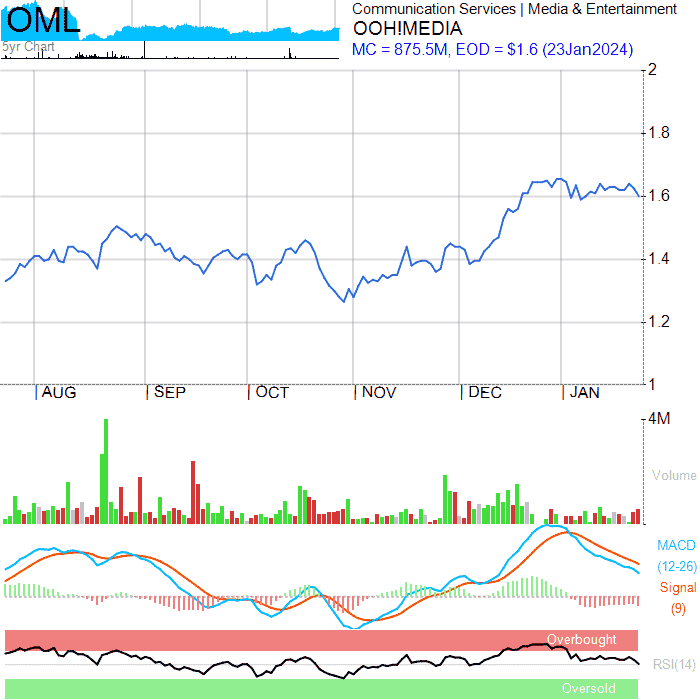 OML
5yr Chart
Communication Services | Media & Entertainment
OOH!MEDIA
MC = 875.5M, EOD = $1.6 (23Jan2024)
2
1.8
1.6
1.4
1.2
1
AUG SEP OCT NOV DEC JAN
4M
Volume
MACD
(12-26)
Signal
(9)
Overbought
RSI(14)
Oversold